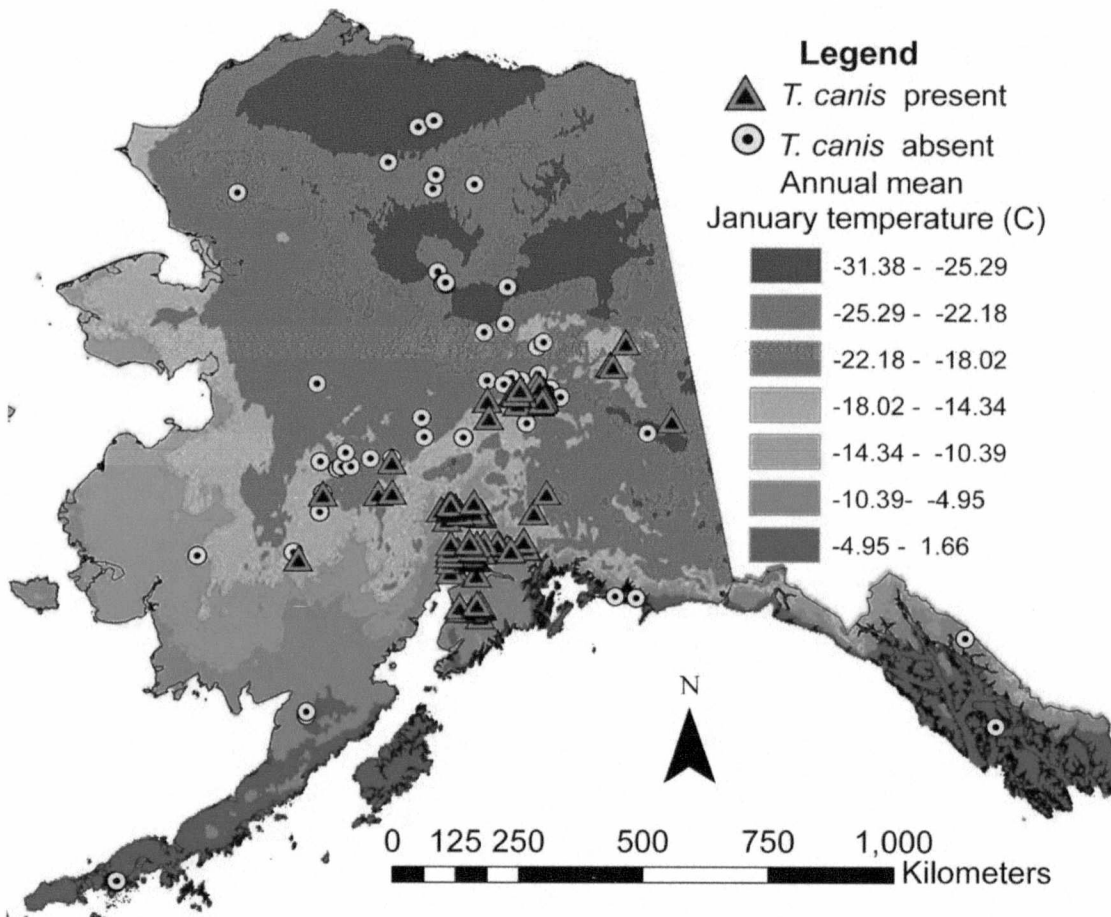 Legend
T. canis present
T. canis absent
Annual mean
January temperature (C)
-31.38 - -25.29
-25.29 - -22.18
-22.18 - -18.02
-18.02 - -14.34
-14.34 - -10.39
-10.39- -4.95
-4.95 - 1.66
N
0 125 250 500 750 1,000
Kilometers